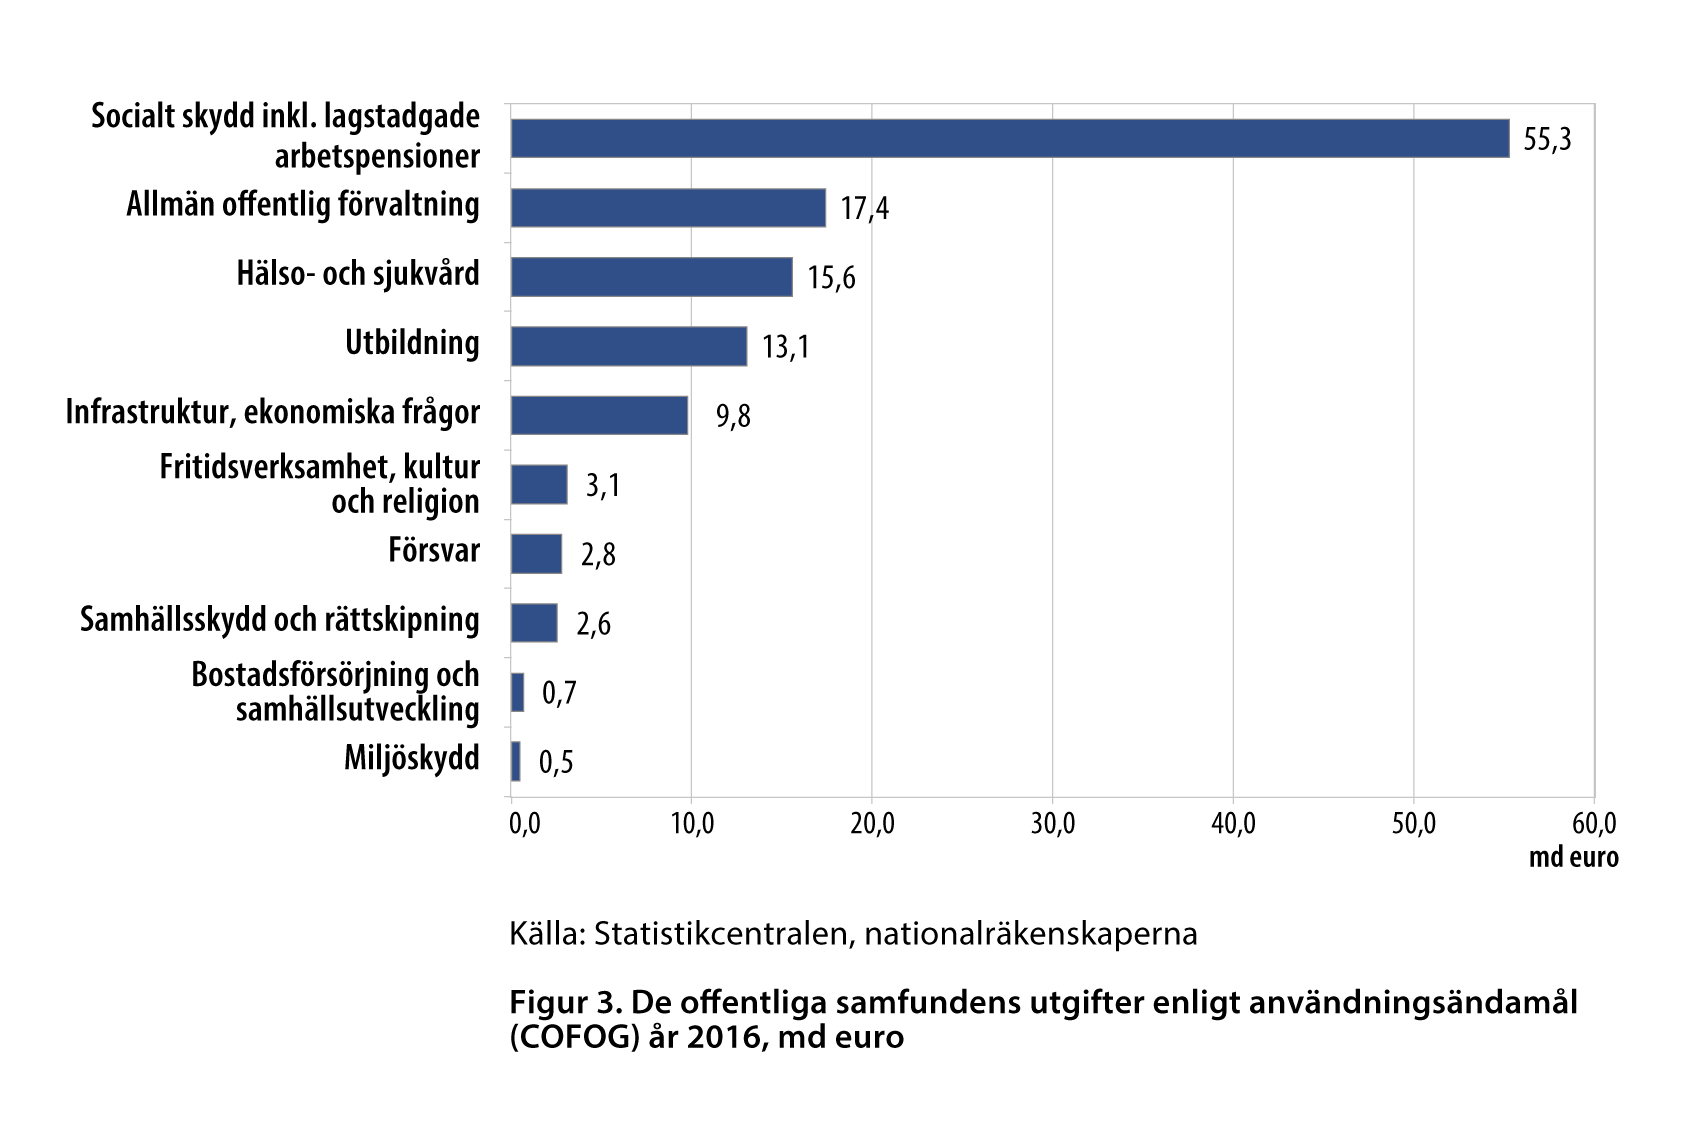 Socialt skydd inkl. lagstadgade
arbetspensioner
55,3
Allmän offentlig förvaltning
17,4
Hälso- och sjukvård
15,6
Utbildning
13,1
Infrastruktur, ekonomiska frågor
9,8
Fritidsverksamhet, kultur
och religion
3,1
Försvar
2,8
Samhällsskydd och rättskipning
2,6
Bostadsförsörjning och
samhällsutveckling
0,7
Miljöskydd
0,5
0,0 10,0 20,0 30,0 40,0 50,0 60,0
md euro
Källa: Statistikcentralen, nationalräkenskaperna
Figur 3. De offentliga samfundens utgifter enligt användningsändamål
(COFOG) år 2016, md euro